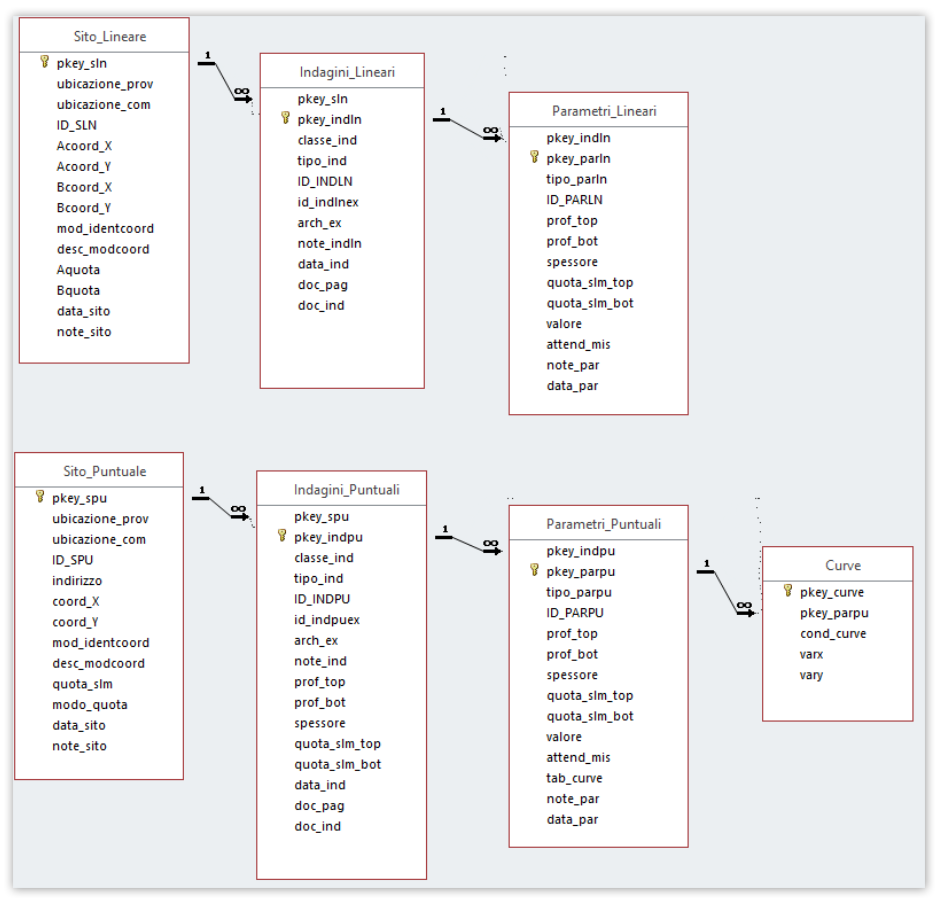 Sito_Lineare
pkey_sln
ubicazione_prov
ubicazione_com
ID_SLN
Acoord_X
Acoord_Y
Bcoord_X
Bcoord_Y
mod_identcoord
desc_modcoord
Aquota
Bquota
data_sito
note_sito
1
∞
Indagini_Lineari
pkey_sln
pkey_indln
classe_ind
tipo_ind
ID_INDLN
id_indlnex
arch_ex
note_indln
data_ind
doc_pag
doc_ind
1
∞
Parametri_Lineari
pkey_indln
pkey_parln
tipo_parln
ID_PARLN
prof_top
prof_bot
spessore
quota_slm_top
quota_slm_bot
valore
attend_mis
note_par
data_par
Sito_Puntuale
pkey_spu
ubicazione_prov
ubicazione_com
ID_SPU
indirizzo
coord_X
coord_Y
mod_identcoord
desc_modcoord
quota_slm
modo_quota
data_sito
note_sito
1
∞
Indagini_Puntuali
pkey_spu
pkey_indpu
classe_ind
tipo_ind
ID_INDPU
id_indpuex
arch_ex
note_ind
prof_top
prof_bot
spessore
quota_slm_top
quota_slm_bot
data_ind
doc_pag
doc_ind
1
∞
Parametri_Puntuali
pkey_indpu
pkey_parpu
tipo_parpu
ID_PARPU
prof_top
prof_bot
spessore
quota_slm_top
quota_slm_bot
valore
attend_mis
tab_curve
note_par
data_par
1
∞
Curve
pkey_curve
pkey_parpu
cond_curve
varx
vary